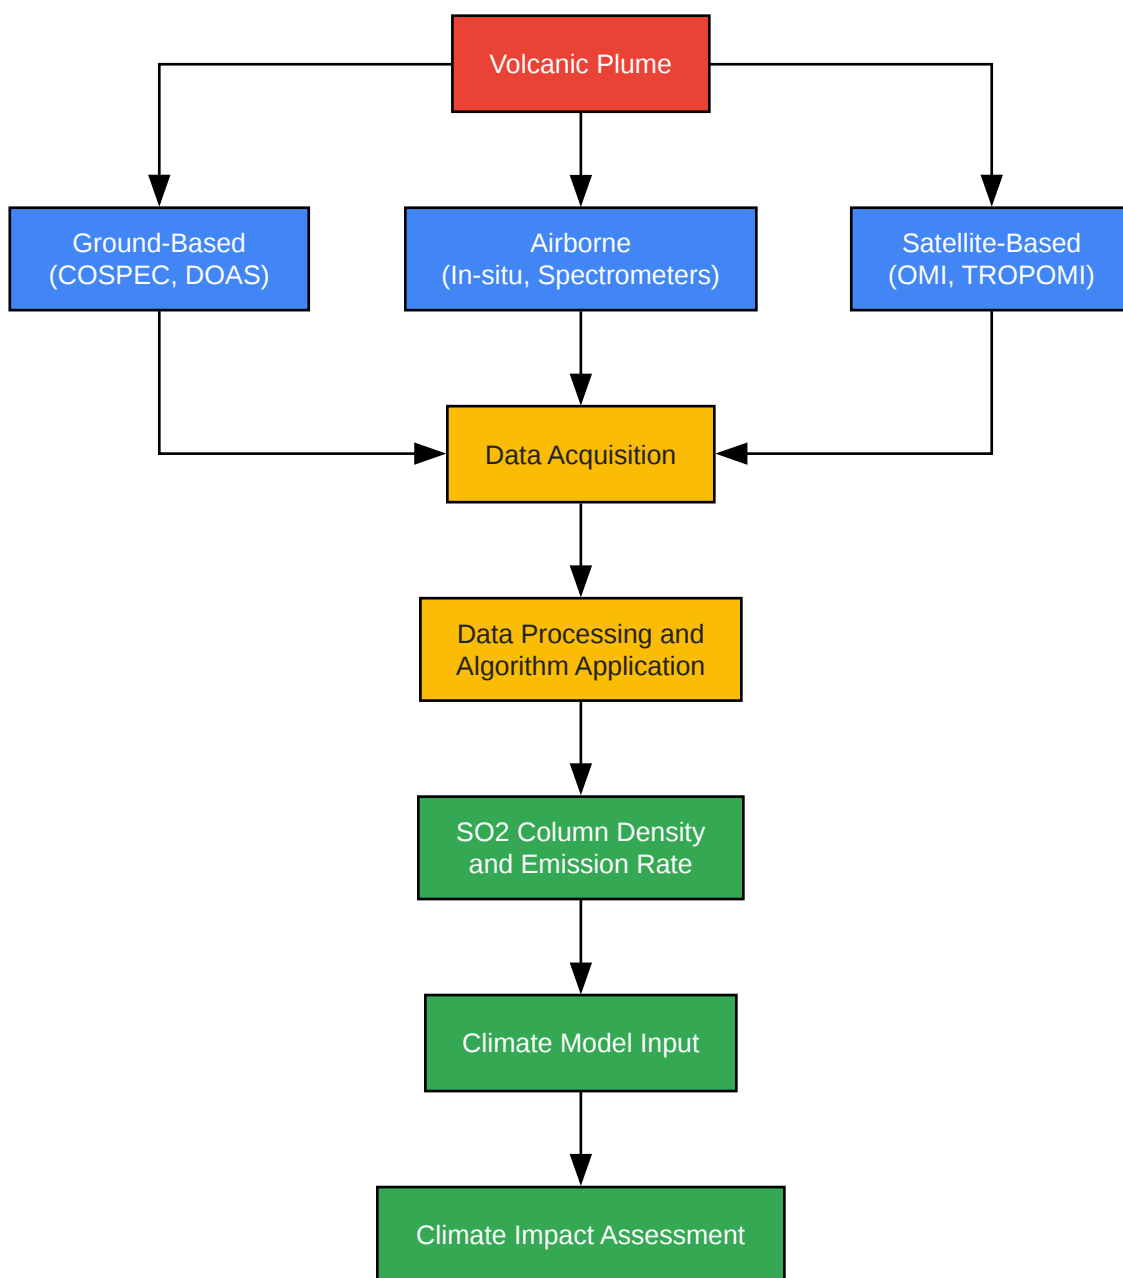 Volcanic Plume
Ground-Based
(COSPEC, DOAS)
Airborne
(In-situ, Spectrometers)
Satellite-Based
(OMI, TROPOMI)
Data Acquisition
Data Processing and
Algorithm Application
SO2 Column Density
and Emission Rate
Climate Model Input
Climate Impact Assessment